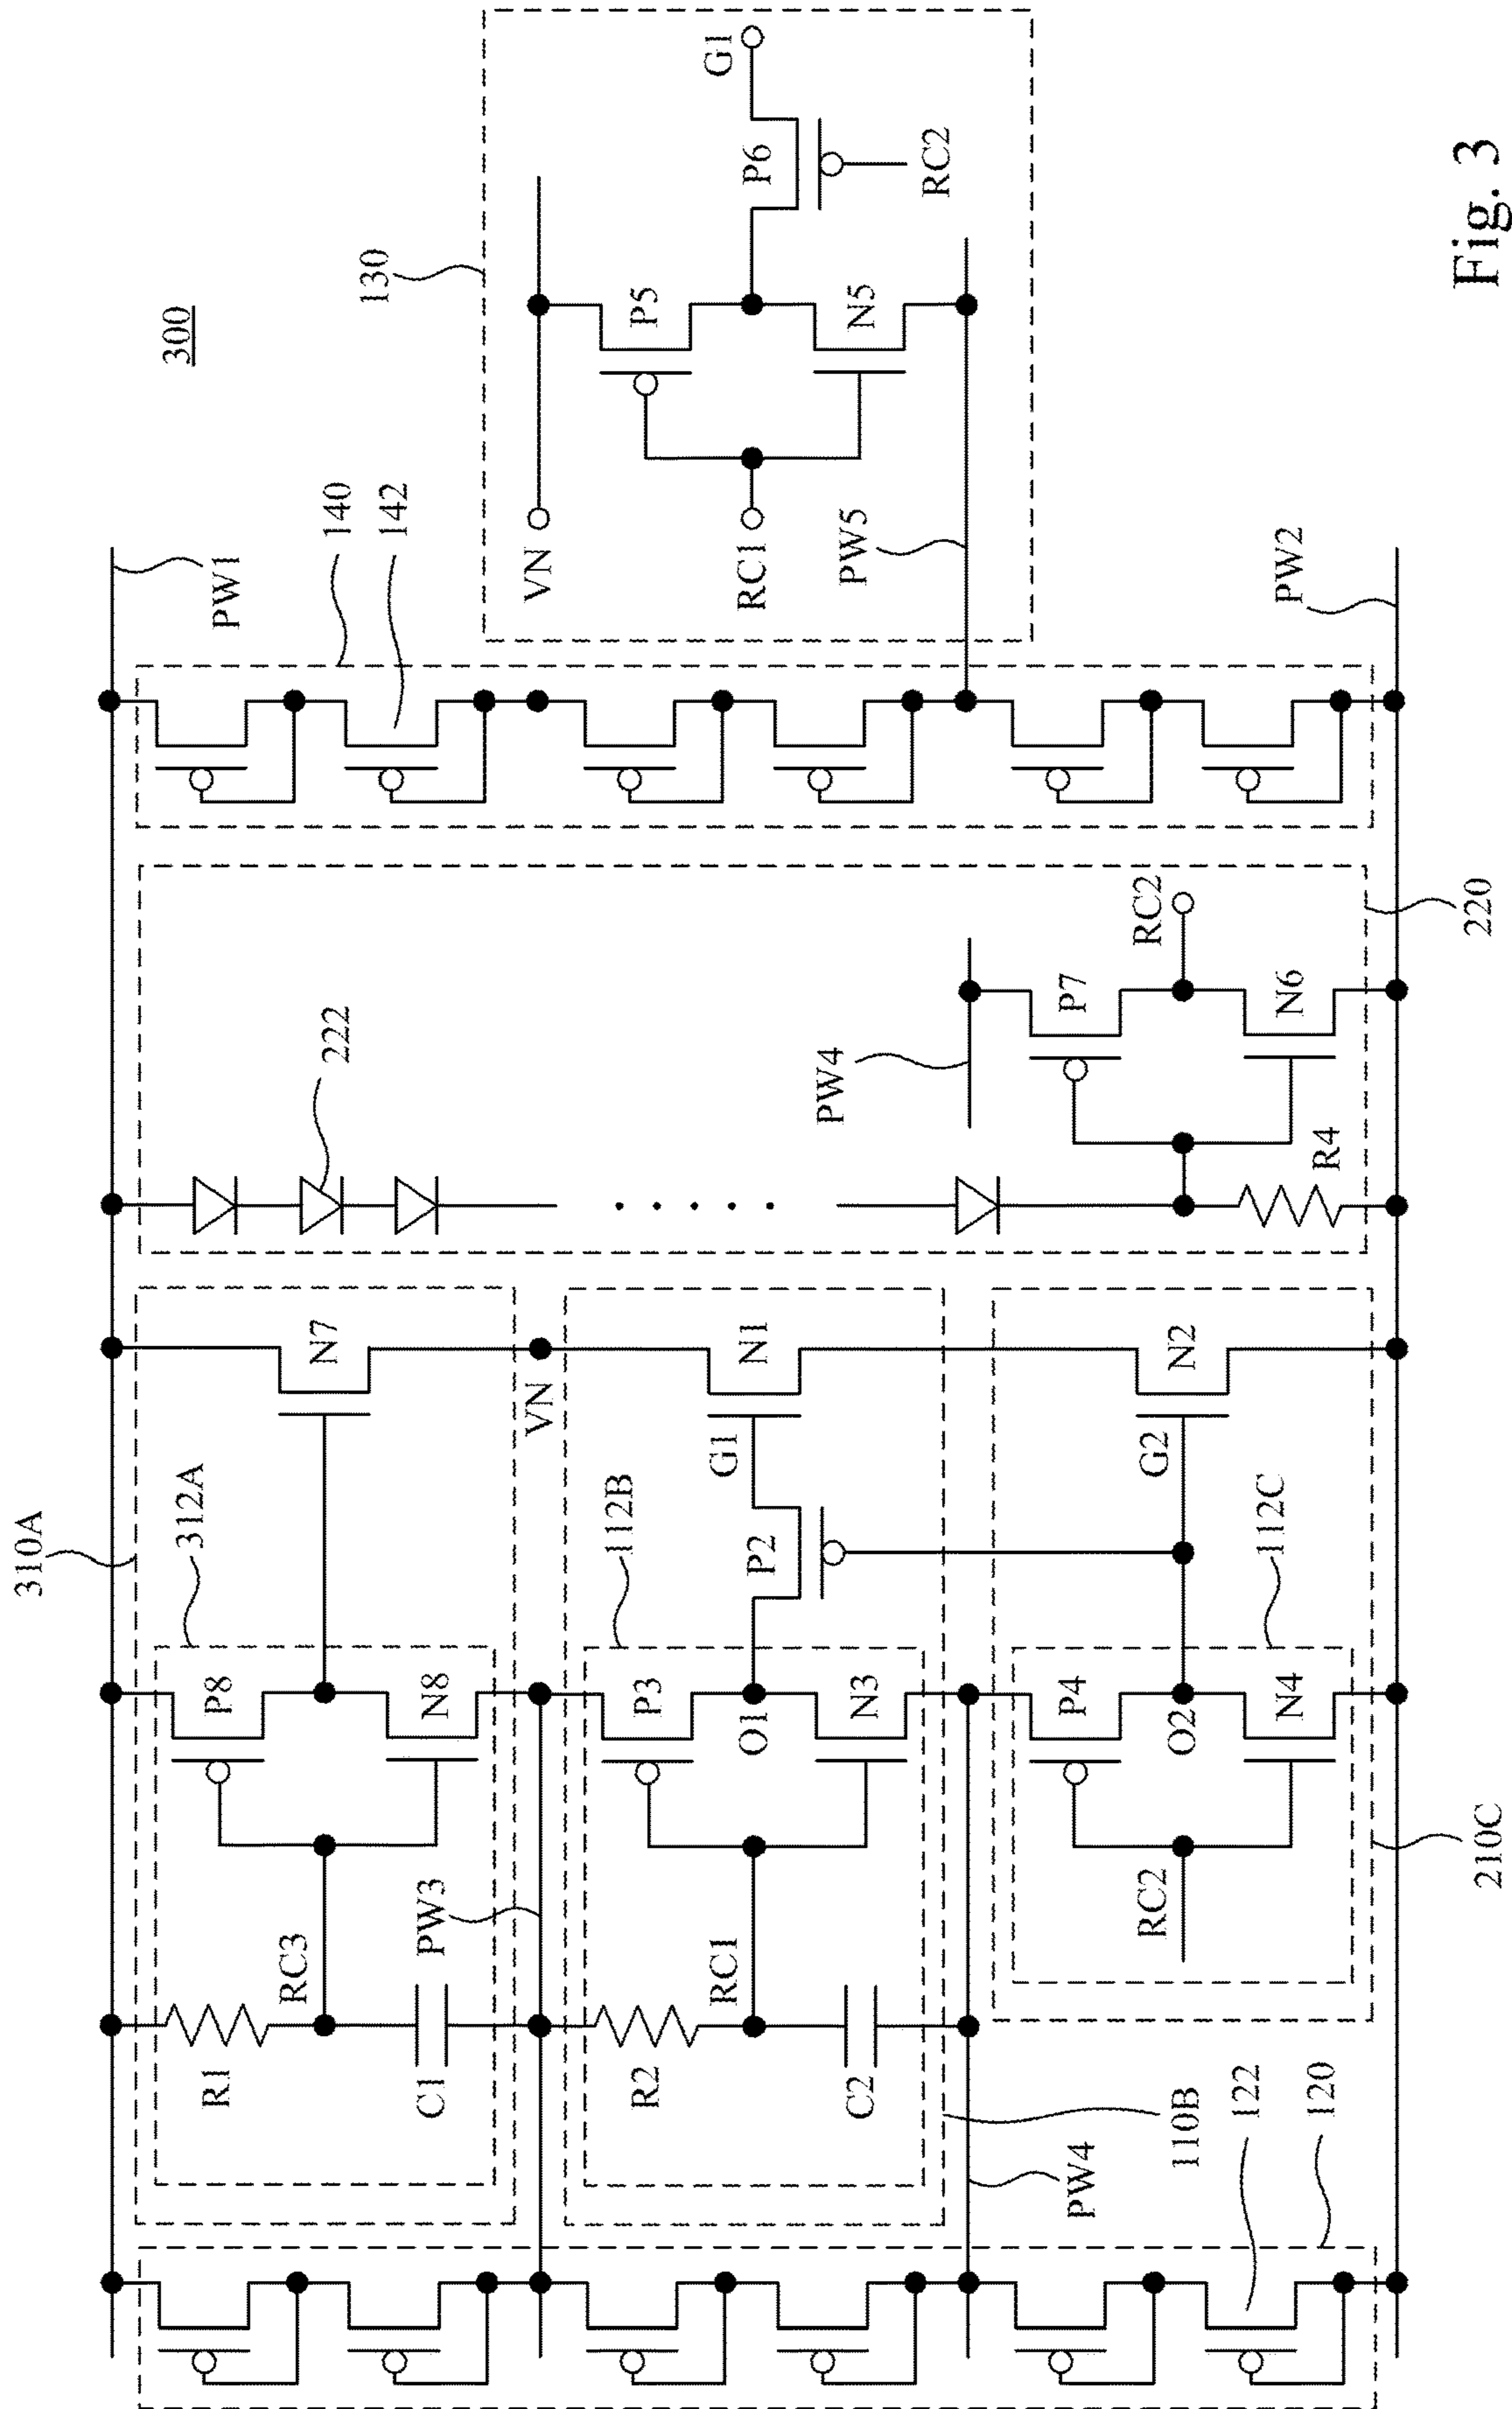 300
310A
312A
PW1
140
142
130
222
P8
N7
R1
RC3
N8
C1
PW3
VN
P5
VN
G1
P6
RC1
RC2
N5
PW5
112B
P3
G1
N1
P2
O1
R2
RC1
N3
C2
PW4
110B
PW4
P7
RC2
N6
R4
220
PW2
P4
G2
N2
112C
O2
RC2
N4
210C
122
120
Fig. 3